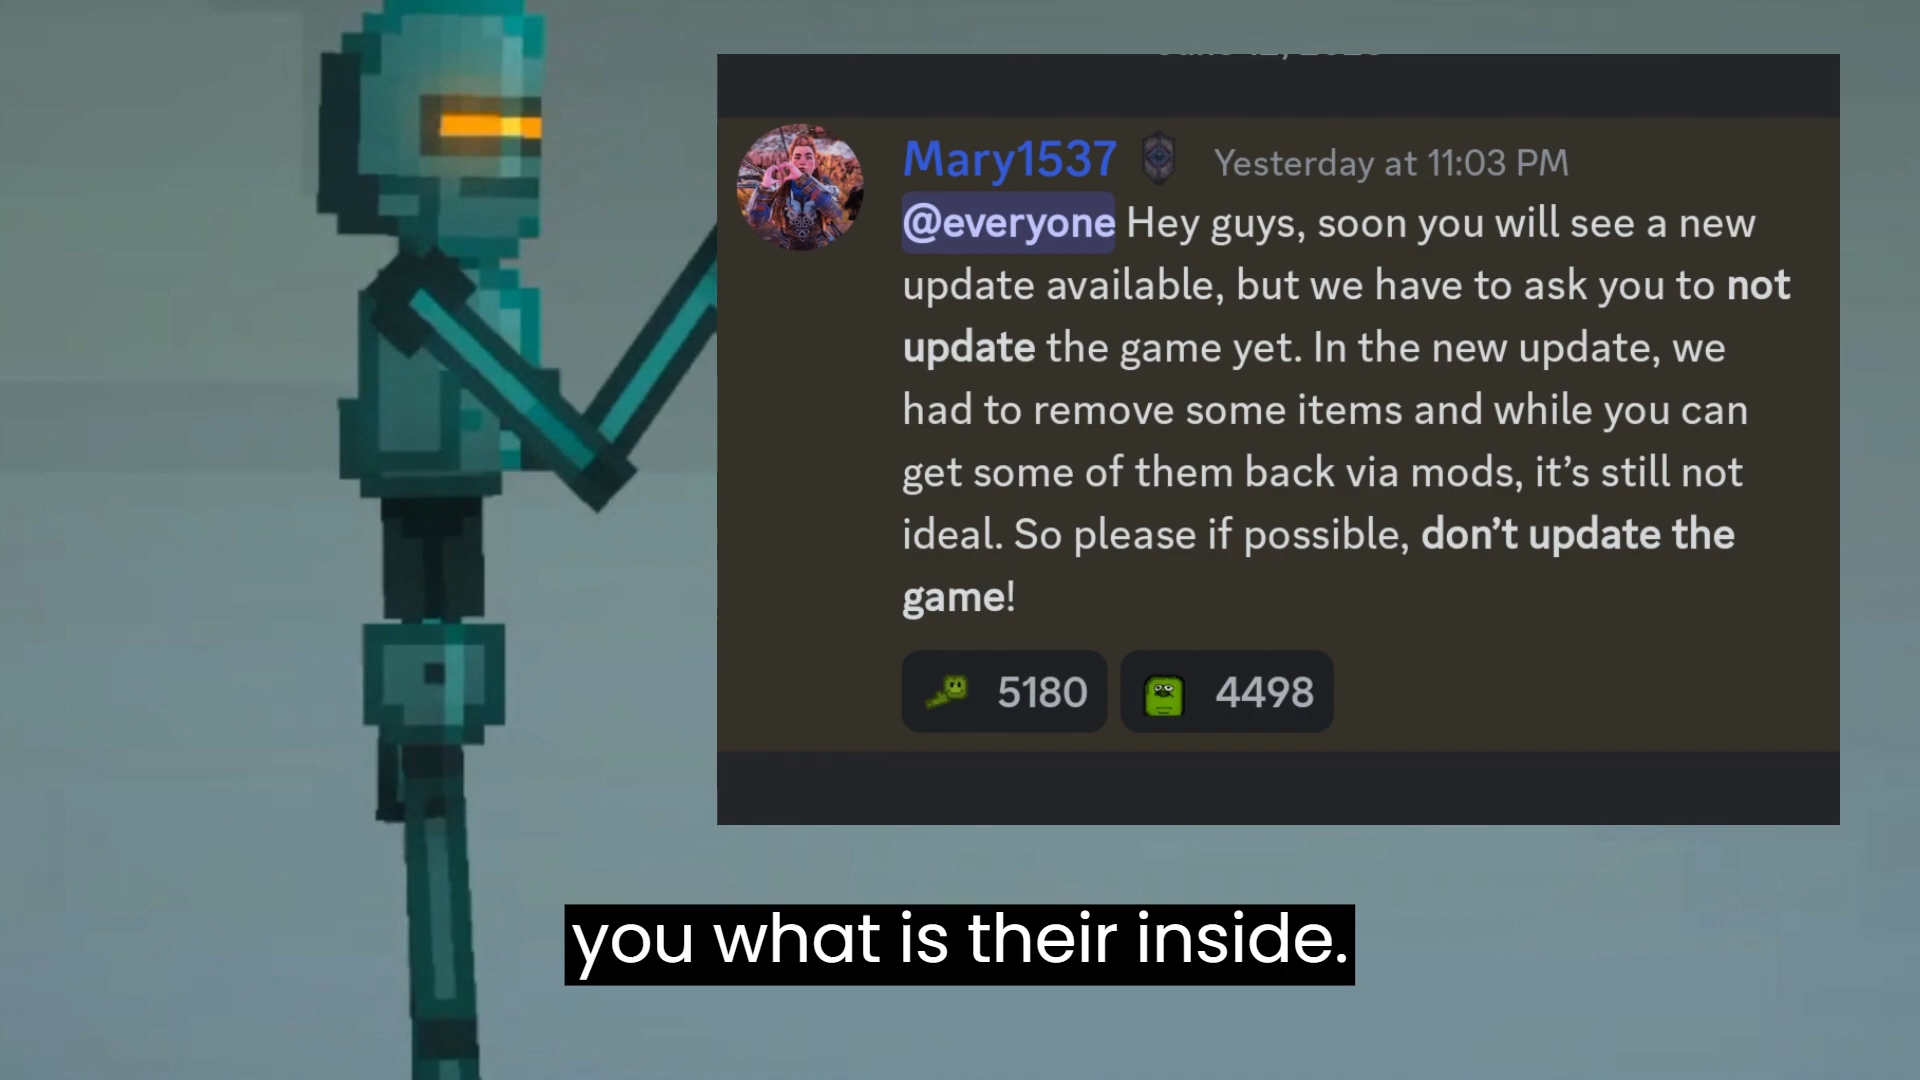 Mary1537 Yesterday at 11:03 PM
@everyone Hey guys, soon you will see a new
update available, but we have to ask you to not
update the game yet. In the new update, we
had to remove some items and while you can
get some of them back via mods, it’s still not
ideal. So please if possible, don’t update the
game!
5180 4498
you what is their inside.